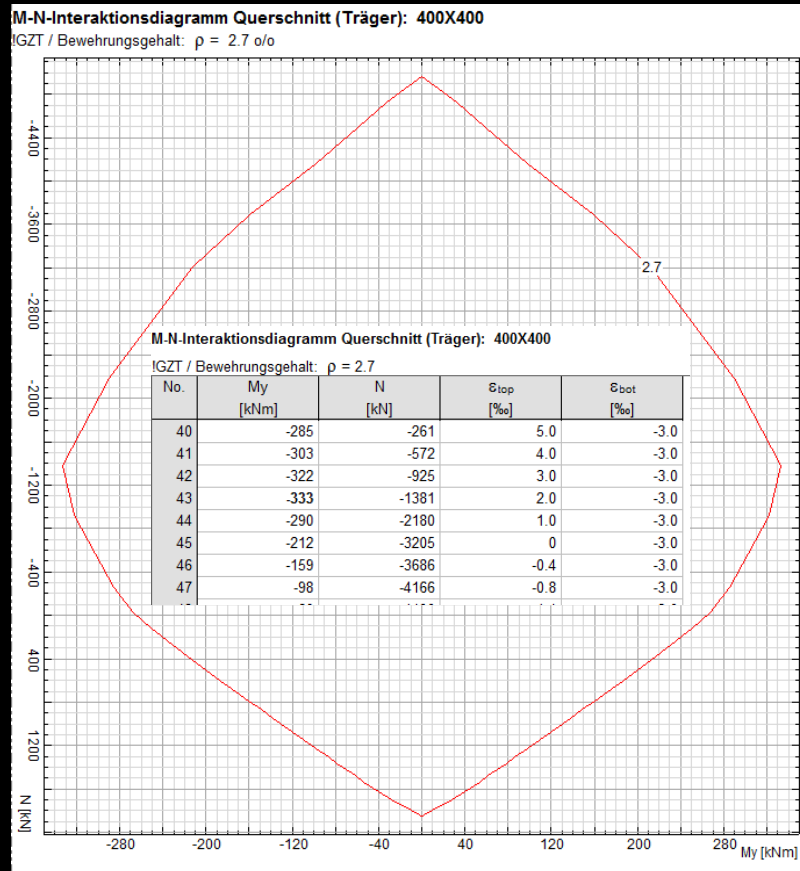 M-N-Interaktionsdiagramm Querschnitt (Träger): 400X400
!GZT / Bewehrungsgehalt: ρ = 2.7 o/o
-4400
-3600
2.7
-2800
M-N-Interaktionsdiagramm Querschnitt (Träger): 400X400
!GZT / Bewehrungsgehalt: ρ = 2.7
No. My N εtop εbot
[kNm] [kN] [‰] [‰]
40 -285 -261 5.0 -3.0
41 -303 -572 4.0 -3.0
42 -322 -925 3.0 -3.0
43 -333 -1381 2.0 -3.0
44 -290 -2180 1.0 -3.0
45 -212 -3205 0 -3.0
46 -159 -3686 -0.4 -3.0
47 -98 -4166 -0.8 -3.0
-2000
-1200
-400
400
1200
N [kN]
-280 -200 -120 -40 40 120 200 280 My [kNm]